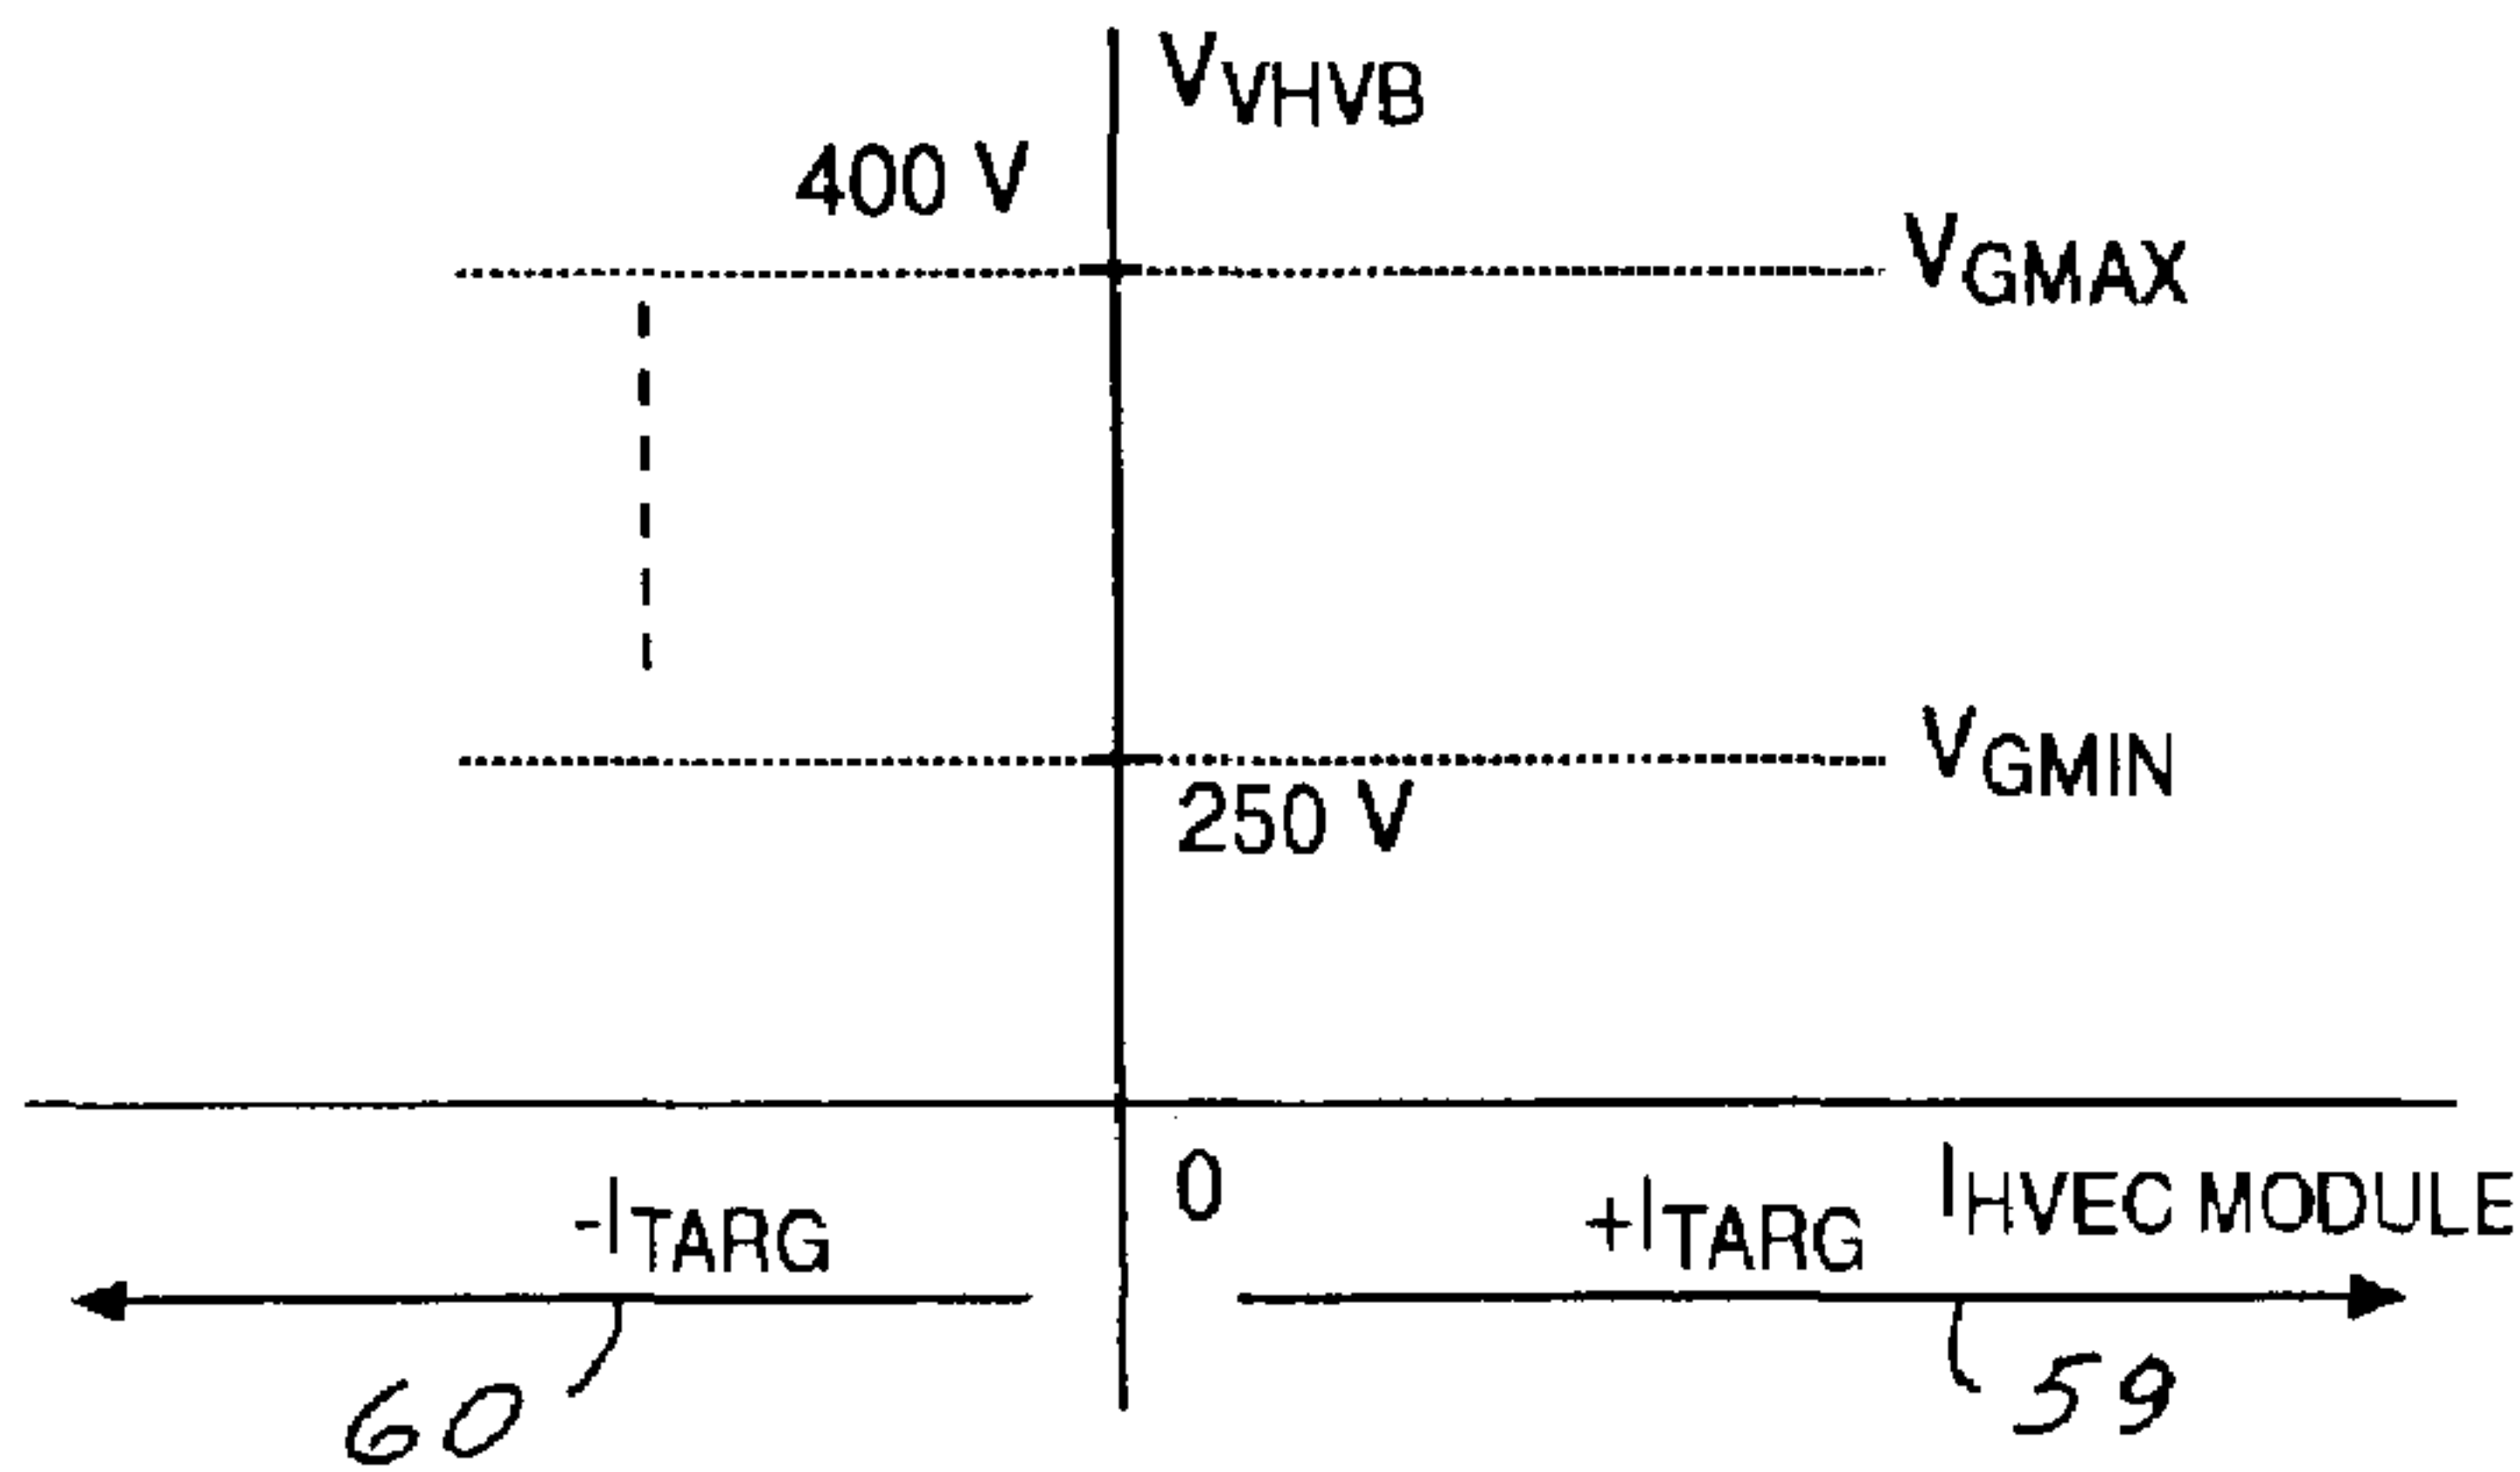 VVHVB
400 V
VGMAX
VGMIN
250 V
0
-ITARG
+ITARG
IHVEC MODULE
60
59